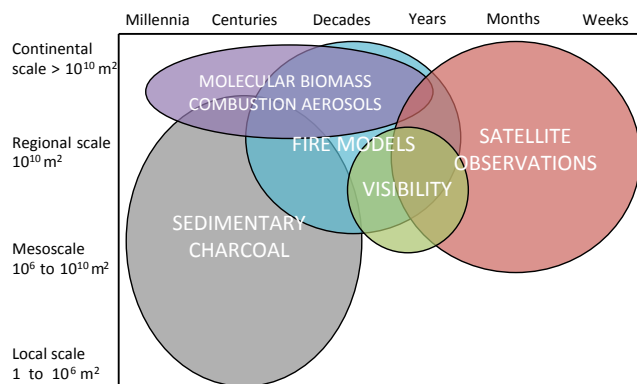 Millennia Centuries Decades Years Months Weeks
Continental
scale > 10¹⁰ m²
MOLECULAR BIOMASS
COMBUSTION AEROSOLS
Regional scale
10¹⁰ m²
FIRE MODELS
SATELLITE
OBSERVATIONS
VISIBILITY
SEDIMENTARY
CHARCOAL
Mesoscale
10⁶ to 10¹⁰ m²
Local scale
1 to 10⁶ m²